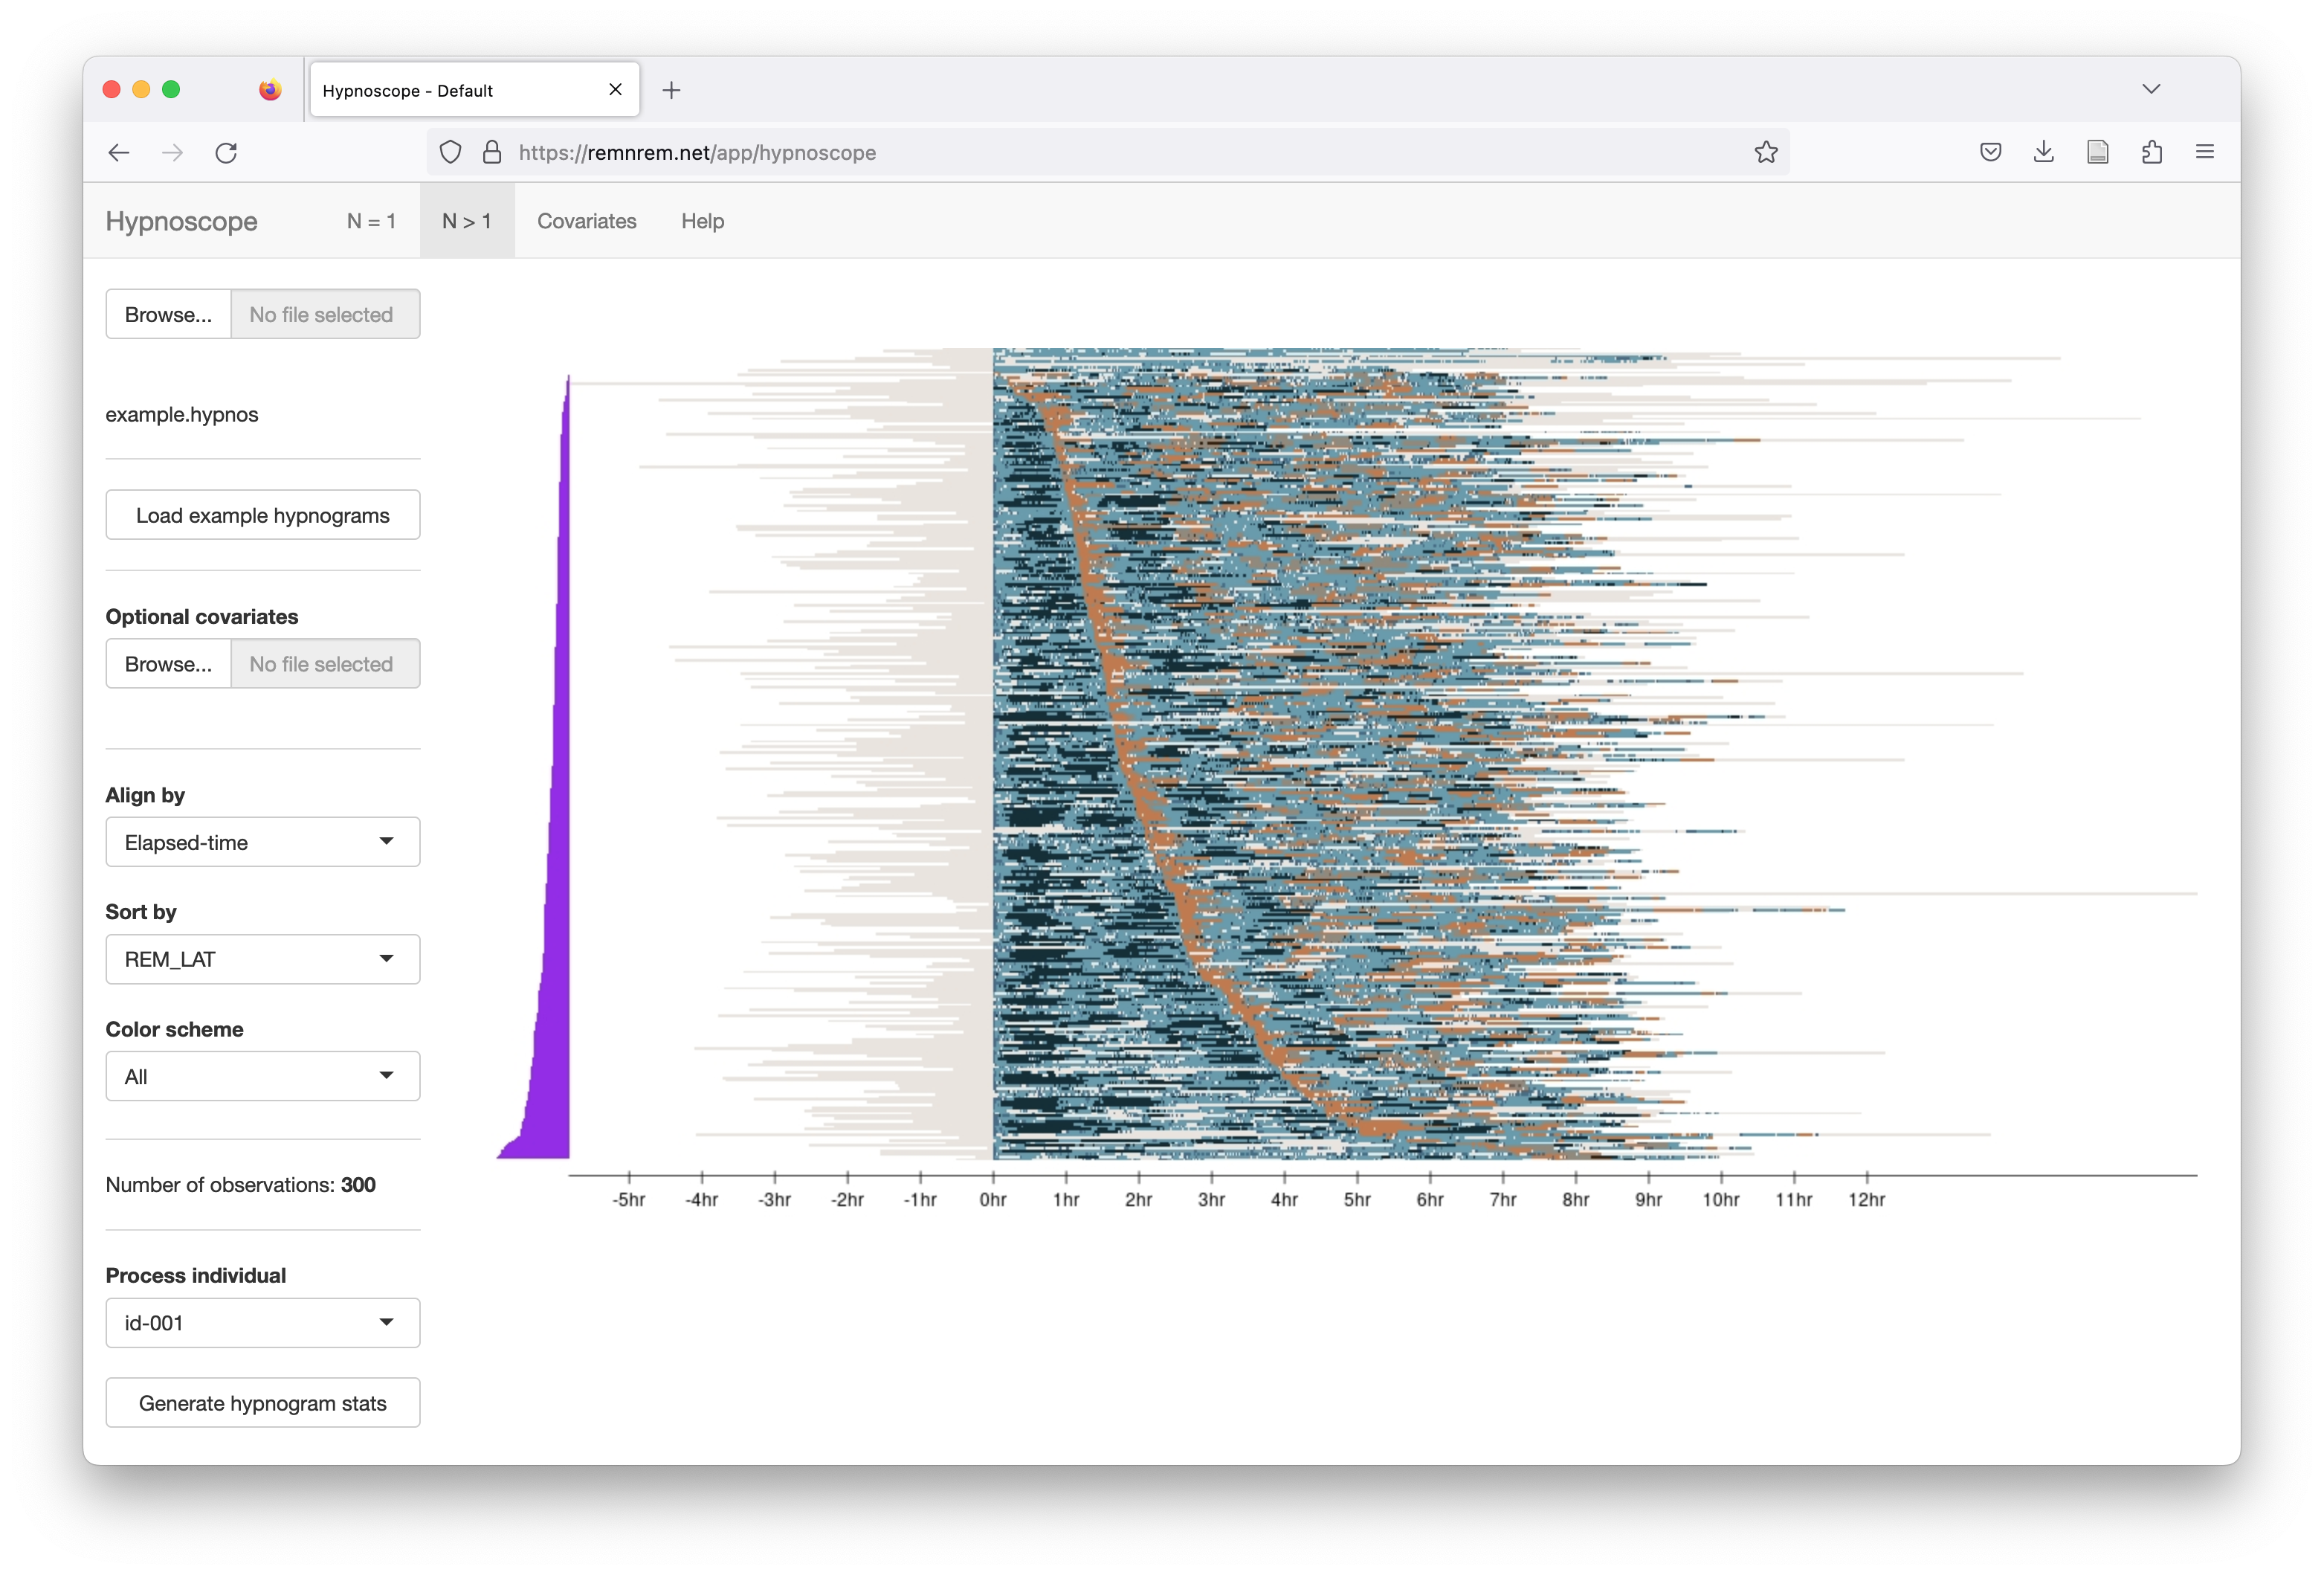 Hypnoscope - Default
https://remnrem.net/app/hypnoscope
Hypnoscope N = 1 N > 1 Covariates Help
Browse... No file selected
example.hypnos
Load example hypnograms
Optional covariates
Browse... No file selected
Align by
Elapsed-time
Sort by
REM_LAT
Color scheme
All
Number of observations: 300
Process individual
id-001
Generate hypnogram stats
-5hr -4hr -3hr -2hr -1hr 0hr 1hr 2hr 3hr 4hr 5hr 6hr 7hr 8hr 9hr 10hr 11hr 12hr